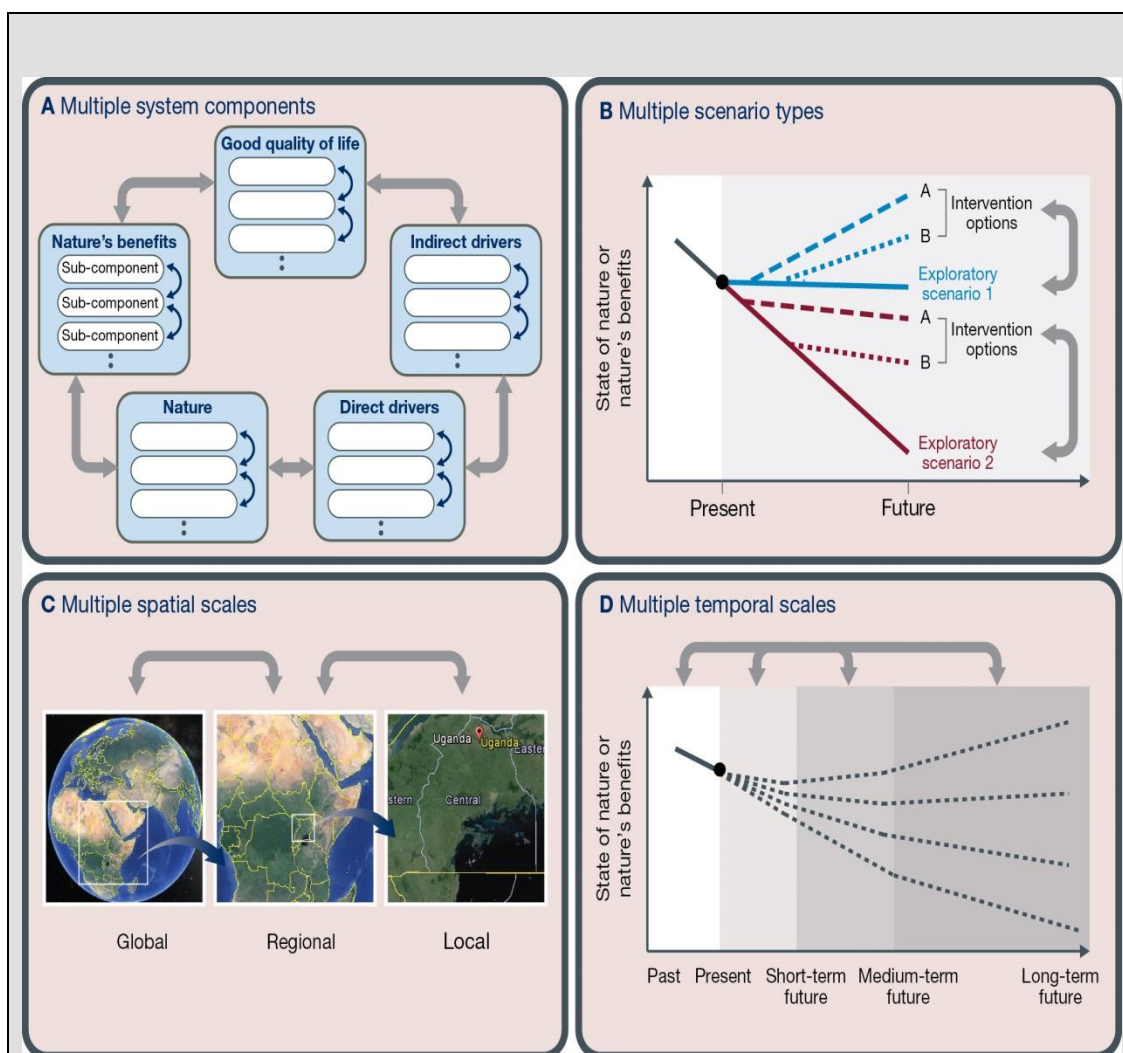 A Multiple system components
Good quality of life
Nature's benefits
Sub-component
Sub-component
Sub-component
Indirect drivers
Nature
Direct drivers
B Multiple scenario types
State of nature or
nature's benefits
A
B
Intervention
options
Exploratory
scenario 1
A
B
Intervention
options
Exploratory
scenario 2
Present
Future
C Multiple spatial scales
Uganda
Uganda
Easter
stern
Central
Global
Regional
Local
D Multiple temporal scales
State of nature or
nature's benefits
Past
Present
Short-term
future
Medium-term
future
Long-term
future